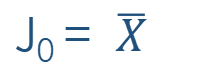 J₀ = X̅